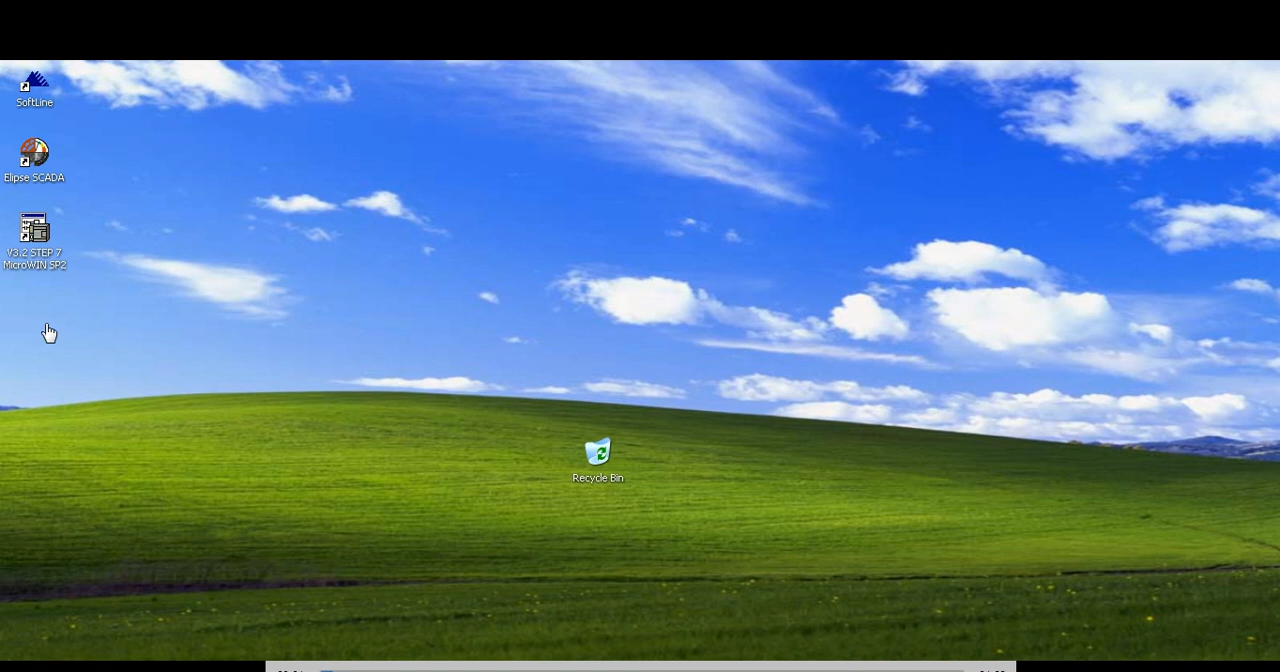 SoftLine
Elipse SCADA
V3.2 STEP 7
MicroWIN SP2
Recycle Bin